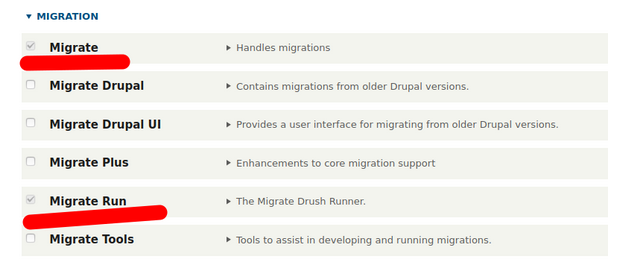 MIGRATION
Migrate Handles migrations
Migrate Drupal Contains migrations from older Drupal versions.
Migrate Drupal UI Provides a user interface for migrating from older Drupal versions.
Migrate Plus Enhancements to core migration support
Migrate Run The Migrate Drush Runner.
Migrate Tools Tools to assist in developing and running migrations.